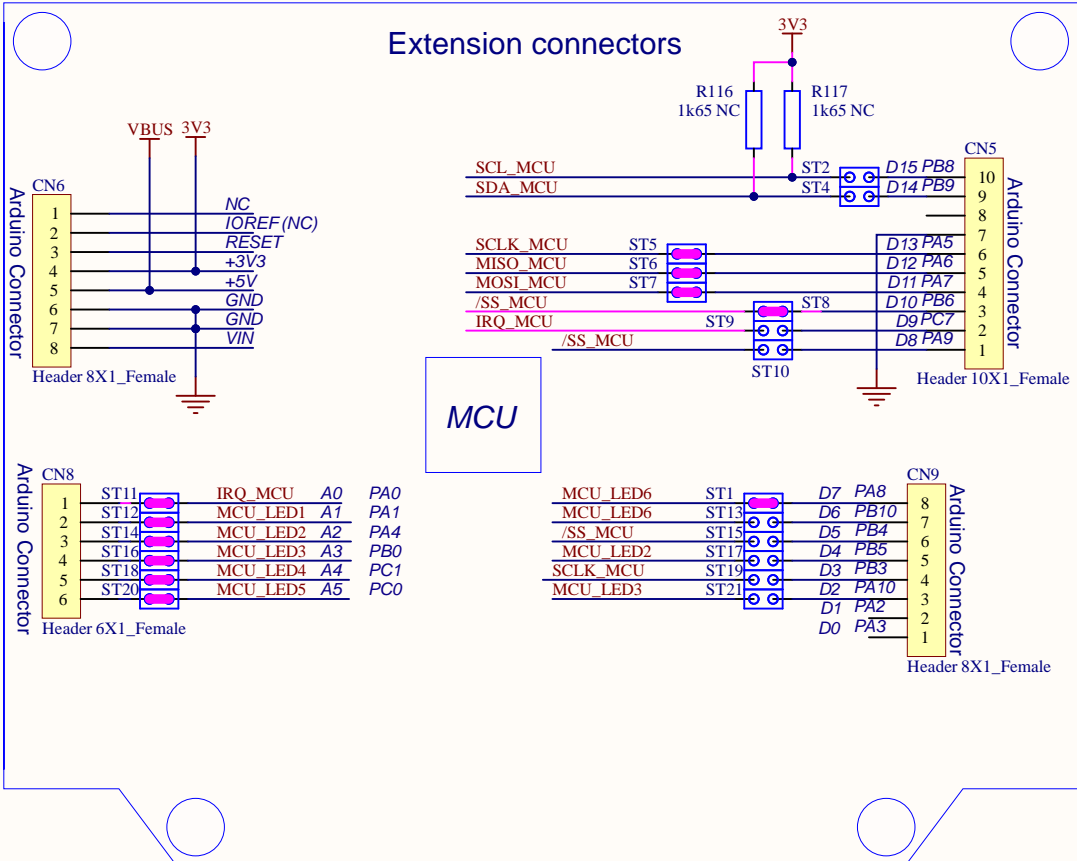 Extension connectors
3V3
R116
1k65 NC
R117
1k65 NC
VBUS 3V3
CN6
Arduino Connector
1 NC
2 IOREF(NC)
3 RESET
4 +3V3
5 +5V
6 GND
7 GND
8 VIN
Header 8X1_Female
CN5
Arduino Connector
SCL_MCU ST2 D15 PB8 10
SDA_MCU ST4 D14 PB9 9
8
7
SCLK_MCU ST5 D13 PA5 6
MISO_MCU ST6 D12 PA6 5
MOSI_MCU ST7 D11 PA7 4
/SS_MCU ST8 D10 PB6 3
IRQ_MCU ST9 D9 PC7 2
/SS_MCU ST10 D8 PA9 1
Header 10X1_Female
MCU
CN8
Arduino Connector
1 ST11 IRQ_MCU A0 PA0
2 ST12 MCU_LED1 A1 PA1
3 ST14 MCU_LED2 A2 PA4
4 ST16 MCU_LED3 A3 PB0
5 ST18 MCU_LED4 A4 PC1
6 ST20 MCU_LED5 A5 PC0
Header 6X1_Female
CN9
Arduino Connector
MCU_LED6 ST1 D7 PA8 8
MCU_LED6 ST13 D6 PB10 7
/SS_MCU ST15 D5 PB4 6
MCU_LED2 ST17 D4 PB5 5
SCLK_MCU ST19 D3 PB3 4
MCU_LED3 ST21 D2 PA10 3
D1 PA2 2
D0 PA3 1
Header 8X1_Female